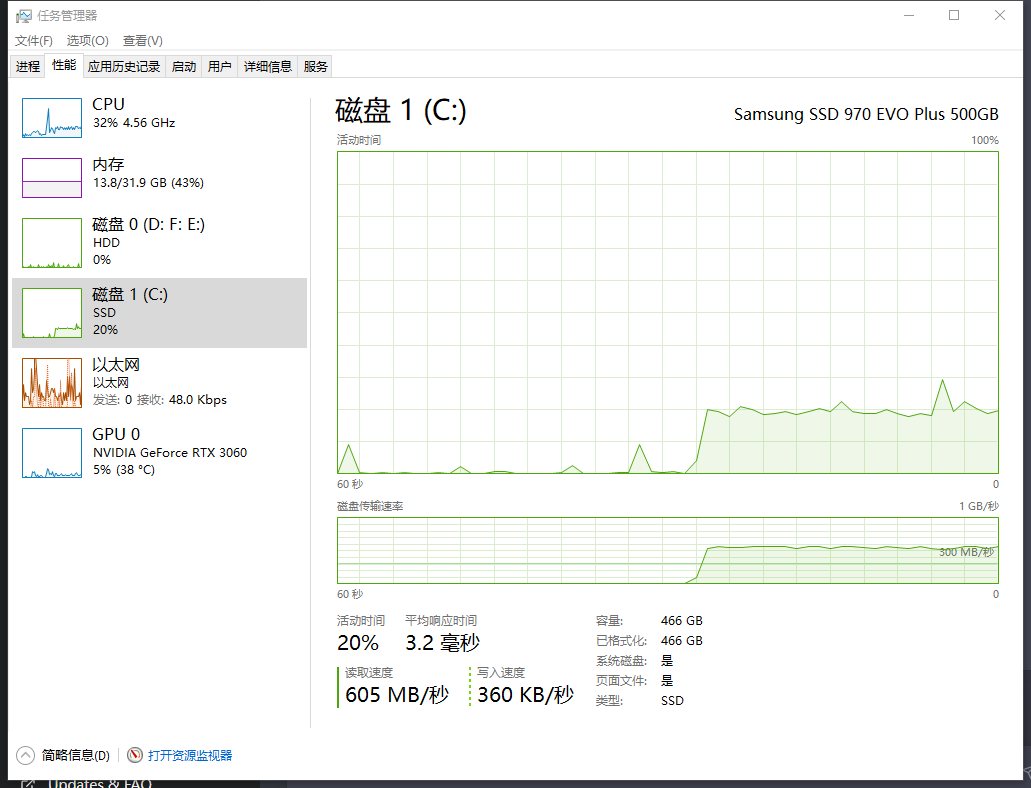 任务管理器
文件(F) 选项(O) 查看(V)
进程 性能 应用历史记录 启动 用户 详细信息 服务
CPU
32% 4.56 GHz
内存
13.8/31.9 GB (43%)
磁盘 0 (D: F: E:)
HDD
0%
磁盘 1 (C:)
SSD
20%
以太网
以太网
发送: 0 接收: 48.0 Kbps
GPU 0
NVIDIA GeForce RTX 3060
5% (38 °C)
磁盘 1 (C:)
Samsung SSD 970 EVO Plus 500GB
活动时间 100%
60 秒 0
磁盘传输速率 1 GB/秒
300 MB/秒
60 秒 0
活动时间 平均响应时间
20% 3.2 毫秒
读取速度 写入速度
605 MB/秒 360 KB/秒
容量: 466 GB
已格式化: 466 GB
系统磁盘: 是
页面文件: 是
类型: SSD
简略信息(D) 打开资源监视器
Updates & FAQ